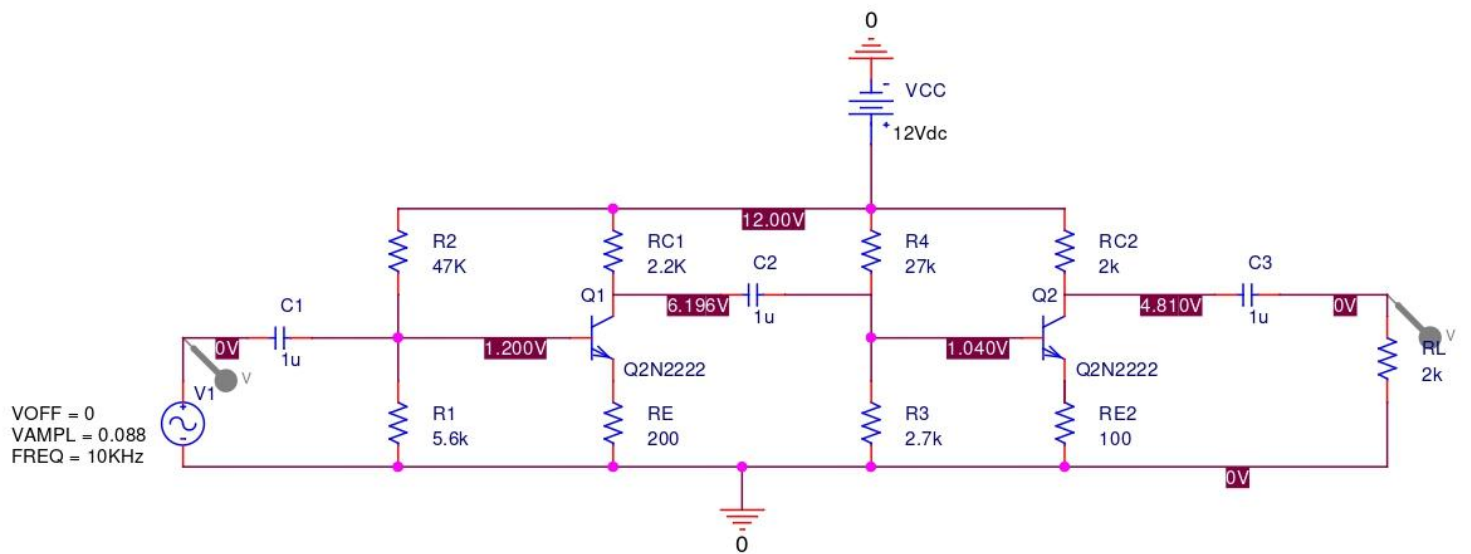 0
-
VCC
+
12Vdc
12.00V
R2
47K
RC1
2.2K
R4
27k
RC2
2k
C1
1u
0V
1.200V
Q1
6.196V
C2
1u
Q2N2222
1.040V
Q2
4.810V
C3
1u
0V
Q2N2222
V
RL
2k
V
V1
+
-
VOFF = 0
VAMPL = 0.088
FREQ = 10KHz
R1
5.6k
RE
200
R3
2.7k
RE2
100
0V
0